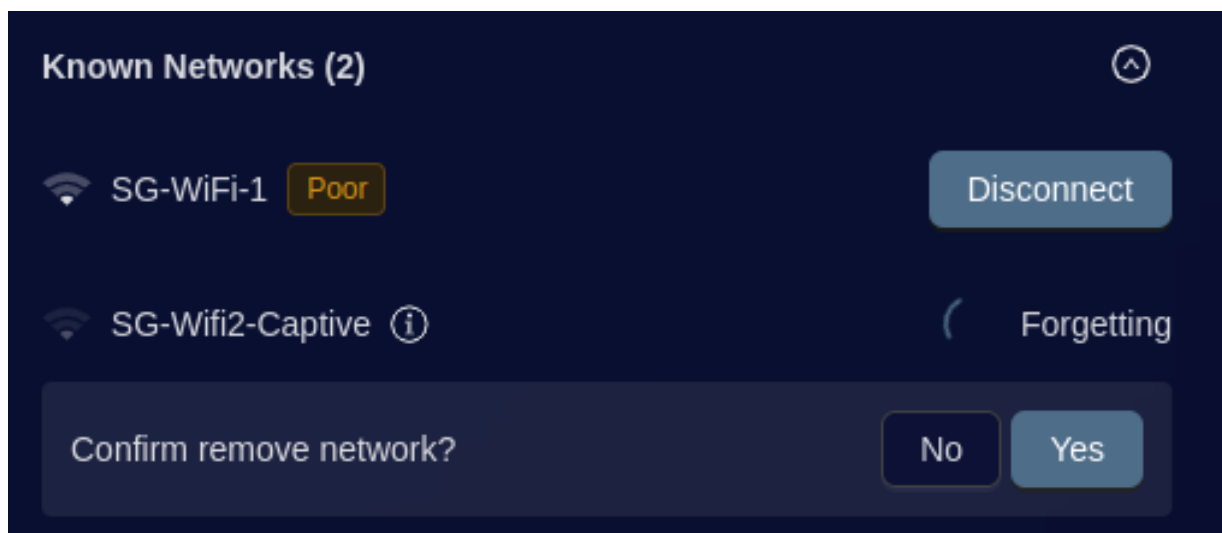 Known Networks (2)
SG-WiFi-1 Poor Disconnect
SG-Wifi2-Captive Forgetting
Confirm remove network? No Yes